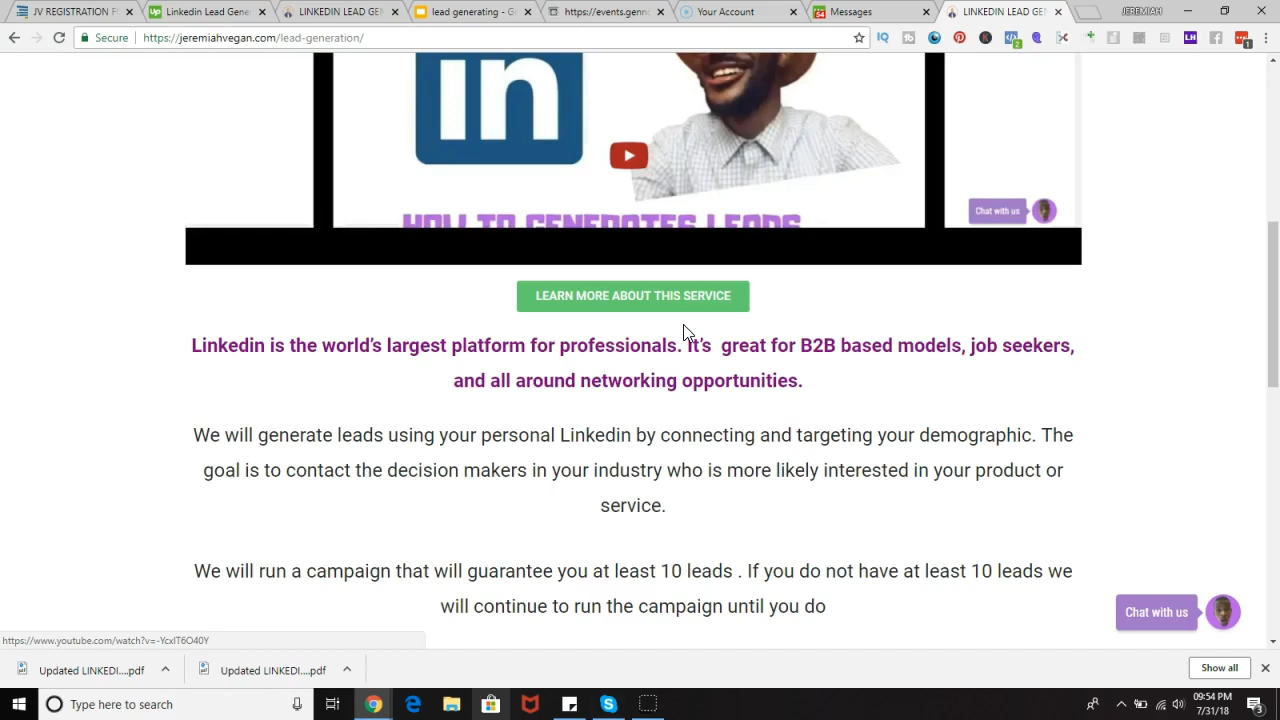 JV REGISTRATION F
Linkedin Lead Gene
LINKEDIN LEAD GE
lead generating - G
https://events.genn
Your Account
Messages
LINKEDIN LEAD GE
JEREMIAH
Secure
https://jeremiahvegan.com/lead-generation/
in
HOW TO GENERATES LEADS
Chat with us
LEARN MORE ABOUT THIS SERVICE
Linkedin is the world's largest platform for professionals. It's great for B2B based models, job seekers,
and all around networking opportunities.
We will generate leads using your personal Linkedin by connecting and targeting your demographic. The
goal is to contact the decision makers in your industry who is more likely interested in your product or
service.
We will run a campaign that will guarantee you at least 10 leads . If you do not have at least 10 leads we
will continue to run the campaign until you do
Chat with us
https://www.youtube.com/watch?v=-YcxIT6O40Y
Updated LINKEDI....pdf
Updated LINKEDI....pdf
Show all
Type here to search
09:54 PM
7/31/18